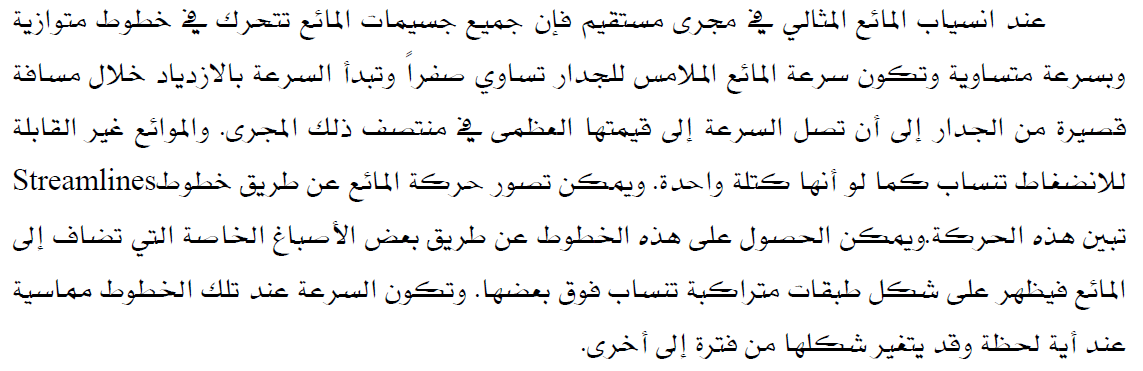 عند انسياب المائع المثالي في مجرى مستقيم فإن جميع جسيمات المائع تتحرك في خطوط متوازية
وبسرعة متساوية وتكون سرعة المائع الملامس للجدار تساوي صفراً وتبدأ السرعة بالازدياد خلال مسافة
قصيرة من الجدار إلى أن تصل السرعة إلى قيمتها العظمى في منتصف ذلك المجرى. والموائع غير القابلة
للانضغاط تنساب كما لو أنها كتلة واحدة. ويمكن تصور حركة المائع عن طريق خطوطStreamlines
تبين هذه الحركة.ويمكن الحصول على هذه الخطوط عن طريق بعض الأصباغ الخاصة التي تضاف إلى
المائع فيظهر على شكل طبقات متراكبة تنساب فوق بعضها. وتكون السرعة عند تلك الخطوط مماسية
عند أية لحظة وقد يتغير شكلها من فترة إلى أخرى.